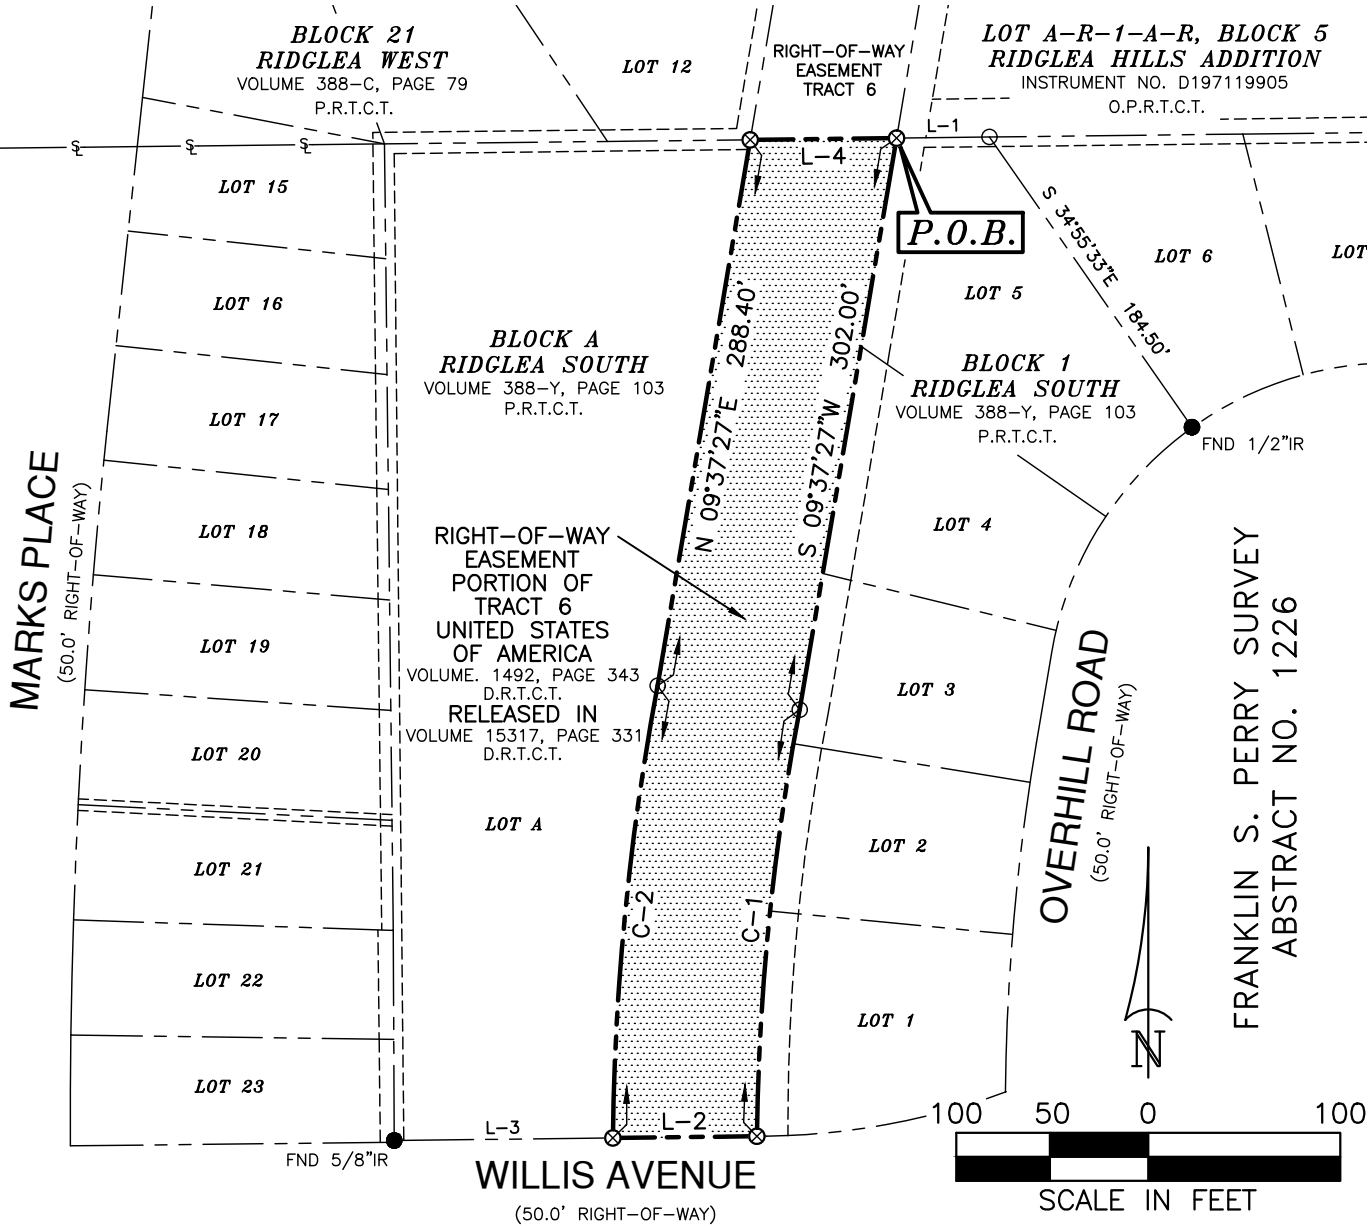 BLOCK 21
RIDGLEA WEST
VOLUME 388-C, PAGE 79
P.R.T.C.T.
LOT 12
RIGHT-OF-WAY
EASEMENT
TRACT 6
LOT A-R-1-A-R, BLOCK 5
RIDGLEA HILLS ADDITION
INSTRUMENT NO. D197119905
O.P.R.T.C.T.
L-1
L-4
P.O.B.
S 34°55'33"E 184.50'
LOT 15
LOT 16
LOT 17
LOT 18
LOT 19
LOT 20
LOT 21
LOT 22
LOT 23
MARKS PLACE
(50.0' RIGHT-OF-WAY)
BLOCK A
RIDGLEA SOUTH
VOLUME 388-Y, PAGE 103
P.R.T.C.T.
N 09°37'27"E 288.40'
S 09°37'27"W 302.00'
LOT 5
LOT 6
LOT
BLOCK 1
RIDGLEA SOUTH
VOLUME 388-Y, PAGE 103
P.R.T.C.T.
FND 1/2"IR
RIGHT-OF-WAY
EASEMENT
PORTION OF
TRACT 6
UNITED STATES
OF AMERICA
VOLUME. 1492, PAGE 343
D.R.T.C.T.
RELEASED IN
VOLUME 15317, PAGE 331
D.R.T.C.T.
LOT A
LOT 4
LOT 3
LOT 2
LOT 1
C-2
C-1
OVERHILL ROAD
(50.0' RIGHT-OF-WAY)
FRANKLIN S. PERRY SURVEY
ABSTRACT NO. 1226
N
L-3
L-2
FND 5/8"IR
WILLIS AVENUE
(50.0' RIGHT-OF-WAY)
100 50 0 100
SCALE IN FEET